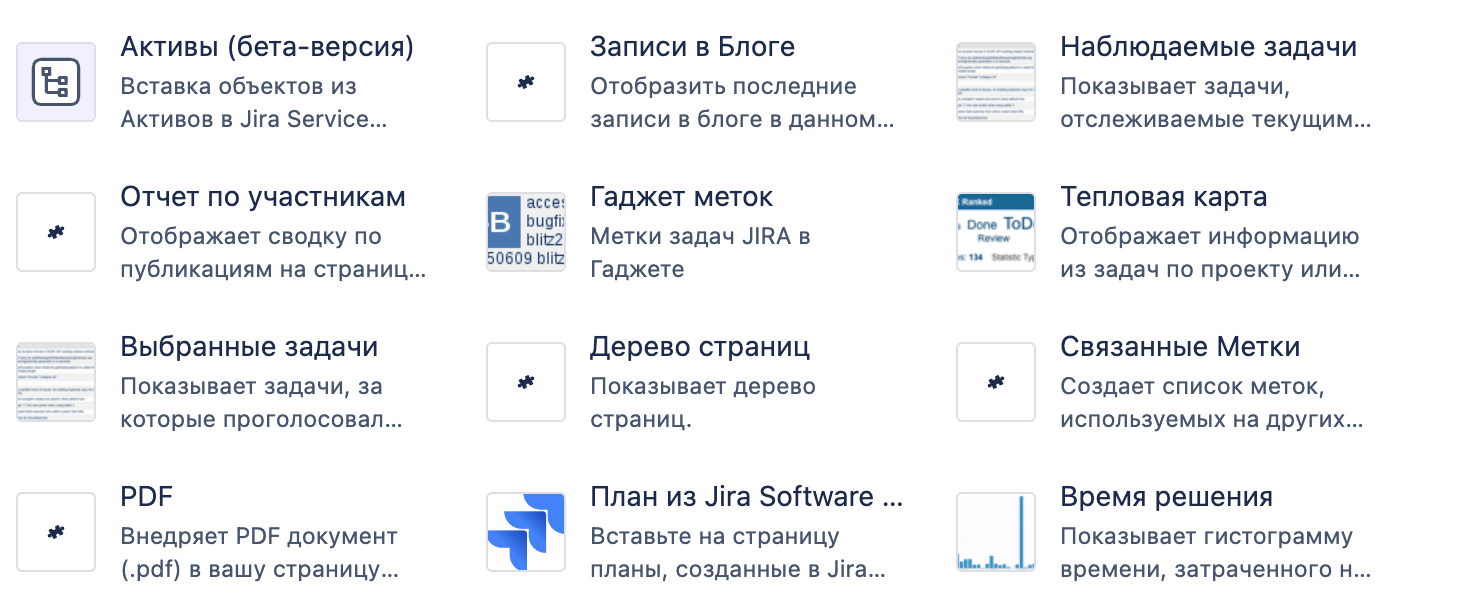 Активы (бета-версия)
Вставка объектов из
Активов в Jira Service...
Записи в Блоге
Отобразить последние
записи в блоге в данном...
Наблюдаемые задачи
Показывает задачи,
отслеживаемые текущим...
Отчет по участникам
Отображает сводку по
публикациям на страниц...
B
acces
bugfix
blitz2
50609 blitz
Гаджет меток
Метки задач JIRA в
Гаджете
Ranked
Done ToD
Review
s: 134 Statistic Typ
Тепловая карта
Отображает информацию
из задач по проекту или...
Выбранные задачи
Показывает задачи, за
которые проголосовал...
Дерево страниц
Показывает дерево
страниц.
Связанные Метки
Создает список меток,
используемых на других...
PDF
Внедряет PDF документ
(.pdf) в вашу страницу...
План из Jira Software ...
Вставьте на страницу
планы, созданные в Jira...
Время решения
Показывает гистограмму
времени, затраченного н...